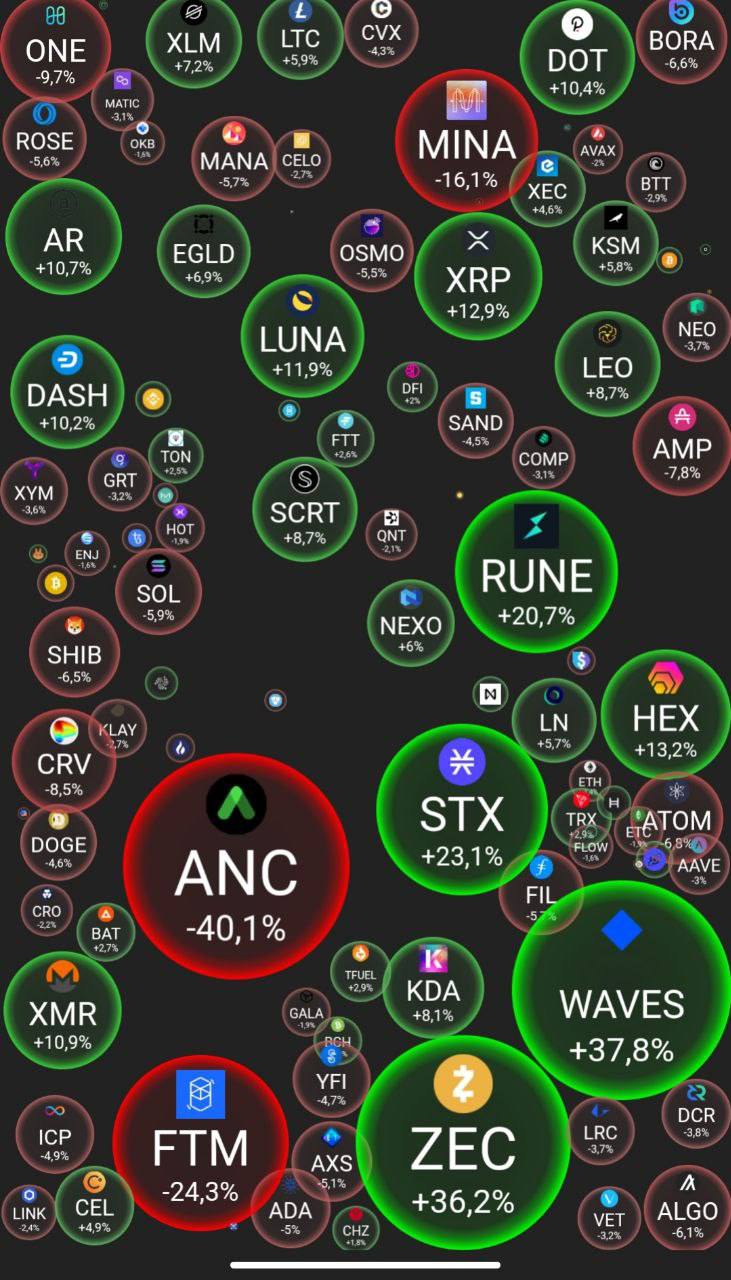 ONE
-9,7%
XLM
+7,2%
LTC
+5,9%
CVX
-4,3%
DOT
+10,4%
BORA
-6,6%
MATIC
-3,1%
ROSE
-5,6%
OKB
-1,6%
MANA
-5,7%
CELO
-2,7%
MINA
-16,1%
AVAX
-2%
XEC
+4,6%
BTT
-2,9%
AR
+10,7%
EGLD
+6,9%
OSMO
-5,5%
XRP
+12,9%
KSM
+5,8%
LUNA
+11,9%
NEO
-3,7%
LEO
+8,7%
DASH
+10,2%
DFI
+2%
SAND
-4,5%
AMP
-7,8%
FTT
+2,6%
COMP
-3,1%
TON
+2,5%
GRT
-3,2%
XYM
-3,6%
SCRT
+8,7%
HOT
-1,9%
QNT
-2,1%
ENJ
-1,6%
RUNE
+20,7%
SOL
-5,9%
NEXO
+6%
SHIB
-6,5%
LN
+5,7%
HEX
+13,2%
KLAY
-2,7%
CRV
-8,5%
STX
+23,1%
ETH
TRX
+2,9%
ETC
-1,9%
ATOM
-6,8%
FLOW
-1,6%
AAVE
-3%
DOGE
-4,6%
ANC
-40,1%
FIL
CRO
-2,2%
BAT
+2,7%
TFUEL
+2,9%
KDA
+8,1%
WAVES
+37,8%
XMR
+10,9%
GALA
-1,9%
BCH
YFI
-4,7%
ZEC
+36,2%
DCR
-3,8%
LRC
-3,7%
ICP
-4,9%
FTM
-24,3%
AXS
-5,1%
LINK
-2,4%
CEL
+4,9%
ADA
-5%
CHZ
+1,8%
VET
-3,2%
ALGO
-6,1%